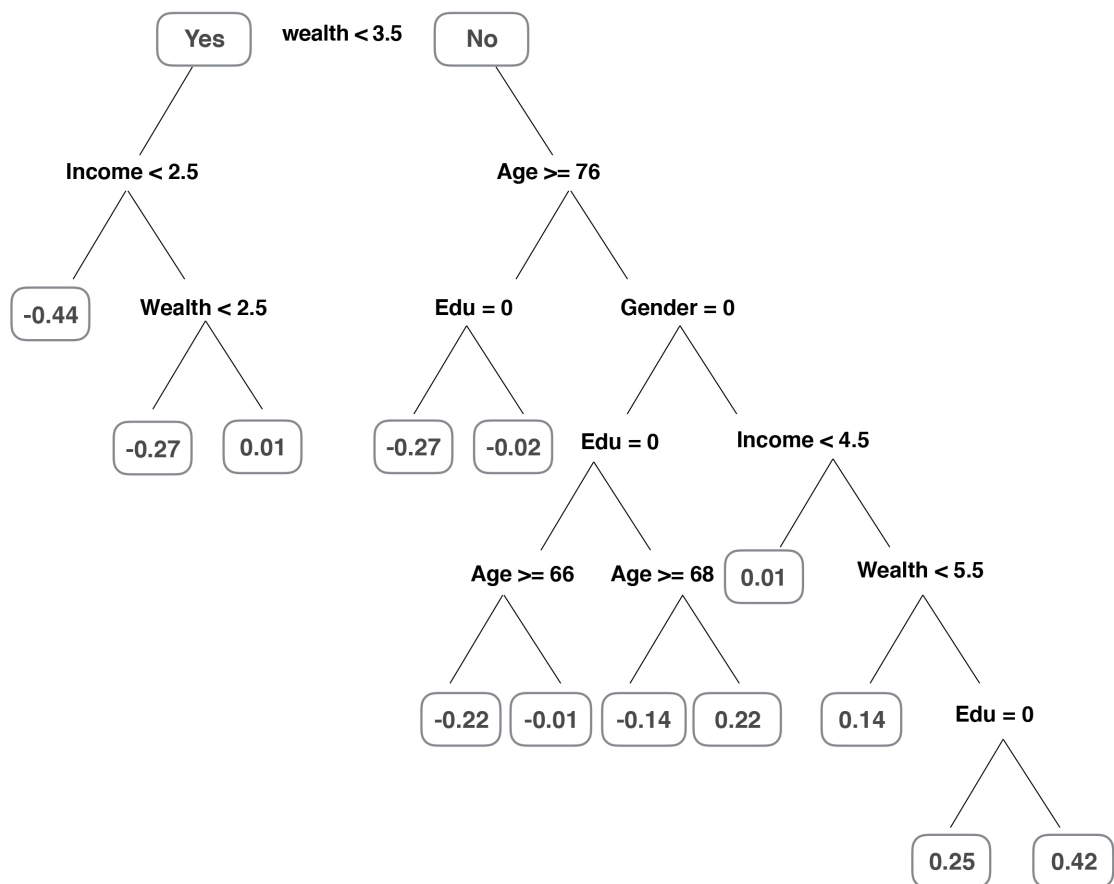 Yes wealth < 3.5 No
Income < 2.5 Age >= 76
-0.44 Wealth < 2.5 Edu = 0 Gender = 0
-0.27 0.01 -0.27 -0.02 Edu = 0 Income < 4.5
Age >= 66 Age >= 68 0.01 Wealth < 5.5
-0.22 -0.01 -0.14 0.22 0.14 Edu = 0
0.25 0.42